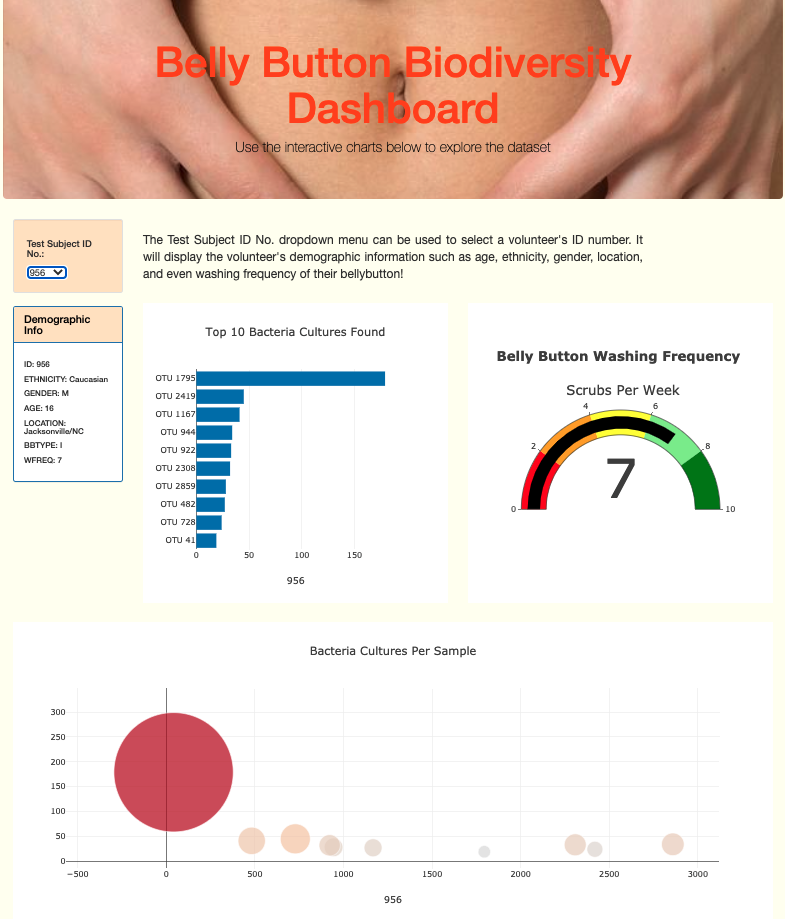 Belly Button Biodiversity
Dashboard
Use the interactive charts below to explore the dataset
Test Subject ID
No.:
956
The Test Subject ID No. dropdown menu can be used to select a volunteer's ID number. It
will display the volunteer's demographic information such as age, ethnicity, gender, location,
and even washing frequency of their bellybutton!
Demographic
Info
ID: 956
ETHNICITY: Caucasian
GENDER: M
AGE: 16
LOCATION:
Jacksonville/NC
BBTYPE: I
WFREQ: 7
Top 10 Bacteria Cultures Found
OTU 1795
OTU 2419
OTU 1167
OTU 944
OTU 922
OTU 2308
OTU 2859
OTU 482
OTU 728
OTU 41
0 50 100 150
956
Belly Button Washing Frequency
Scrubs Per Week
4 6
2 8
7
0 10
Bacteria Cultures Per Sample
300
250
200
150
100
50
0
−500 0 500 1000 1500 2000 2500 3000
956